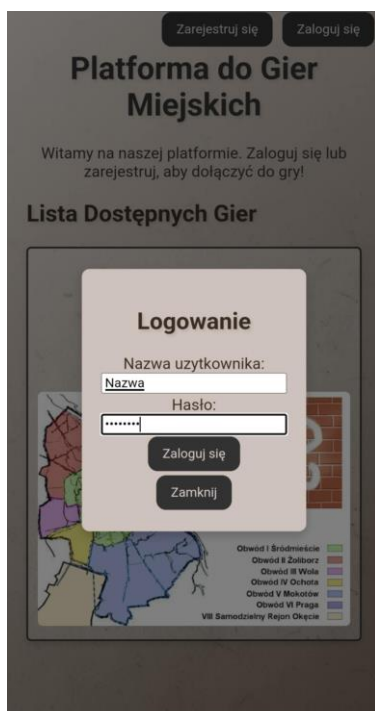 Zarejestruj się
Zaloguj się
Platforma do Gier
Miejskich
Witamy na naszej platformie. Zaloguj się lub
zarejestruj, aby dołączyć do gry!
Lista Dostępnych Gier
Logowanie
Nazwa uzytkownika:
Nazwa
Hasło:
••••••••
Zaloguj się
Zamknij
Obwód I Śródmieście
Obwód II Żoliborz
Obwód III Wola
Obwód IV Ochota
Obwód V Mokotów
Obwód VI Praga
VIII Samodzielny Rejon Okęcie